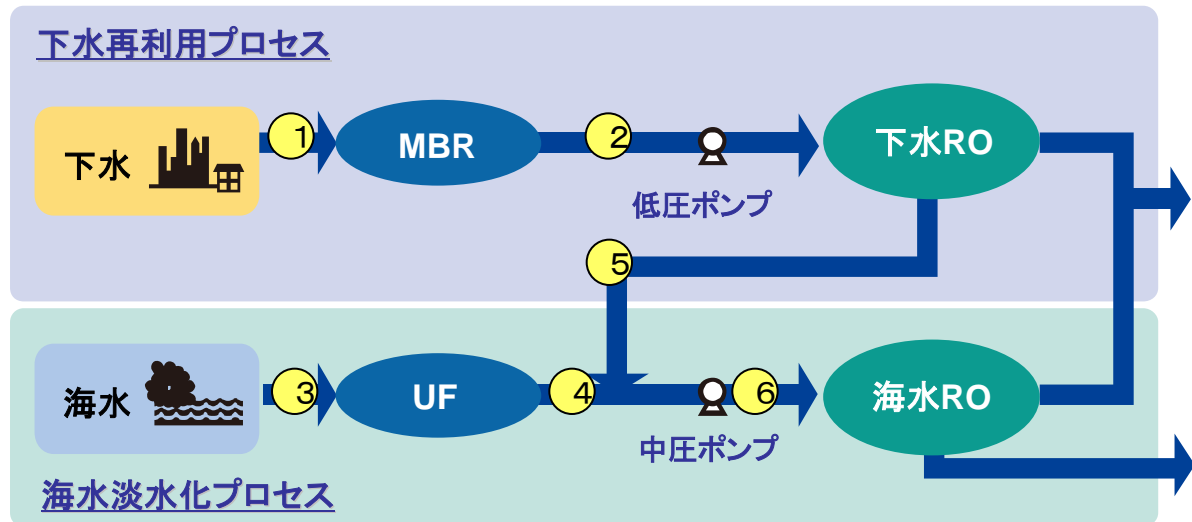 下水再利用プロセス
下水
1
MBR
2
低圧ポンプ
下水RO
5
海水
3
UF
4
6
中圧ポンプ
海水RO
海水淡水化プロセス